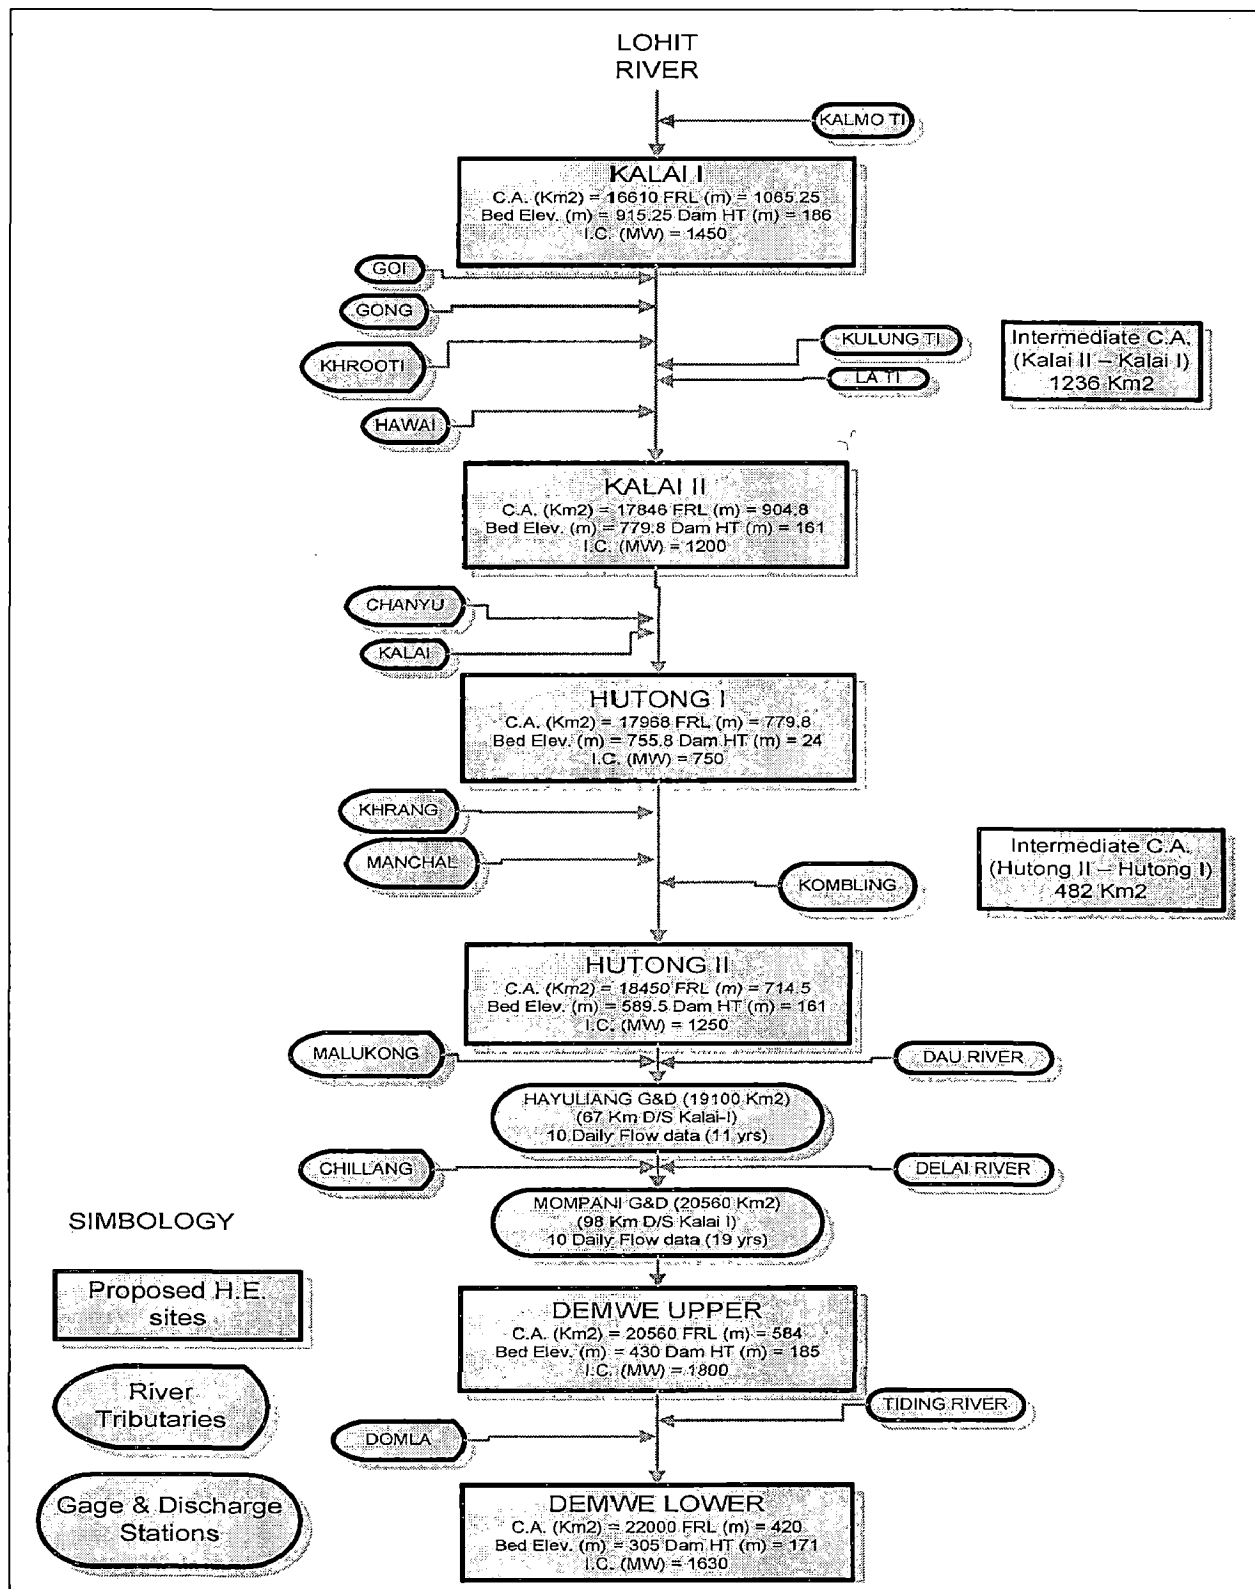 LOHIT
RIVER
KALMO TI
KALAI I
C.A. (Km2) = 16610 FRL (m) = 1065.25
Bed Elev. (m) = 915.25 Dam HT (m) = 186
I.C. (MW) = 1450
GOI
GONG
KHROOTI
KULUNG TI
LA TI
HAWAI
Intermediate C.A.
(Kalai II – Kalai I)
1236 Km2
KALAI II
C.A. (Km2) = 17846 FRL (m) = 904.8
Bed Elev. (m) = 779.8 Dam HT (m) = 161
I.C. (MW) = 1200
CHANYU
KALAI
HUTONG I
C.A. (Km2) = 17968 FRL (m) = 779.8
Bed Elev. (m) = 755.8 Dam HT (m) = 24
I.C. (MW) = 750
KHRANG
MANCHAL
KOMBLING
Intermediate C.A.
(Hutong II – Hutong I)
482 Km2
HUTONG II
C.A. (Km2) = 18450 FRL (m) = 714.5
Bed Elev. (m) = 589.5 Dam HT (m) = 161
I.C. (MW) = 1250
MALUKONG
DAU RIVER
HAYULIANG G&D (19100 Km2)
(67 Km D/S Kalai-I)
10 Daily Flow data (11 yrs)
CHILLANG
DELAI RIVER
MOMPANI G&D (20560 Km2)
(98 Km D/S Kalai I)
10 Daily Flow data (19 yrs)
SIMBOLOGY
Proposed H.E.
sites
River
Tributaries
Gage & Discharge
Stations
DEMWE UPPER
C.A. (Km2) = 20560 FRL (m) = 584
Bed Elev. (m) = 430 Dam HT (m) = 185
I.C. (MW) = 1800
TIDING RIVER
DOMLA
DEMWE LOWER
C.A. (Km2) = 22000 FRL (m) = 420
Bed Elev. (m) = 305 Dam HT (m) = 171
I.C. (MW) = 1630